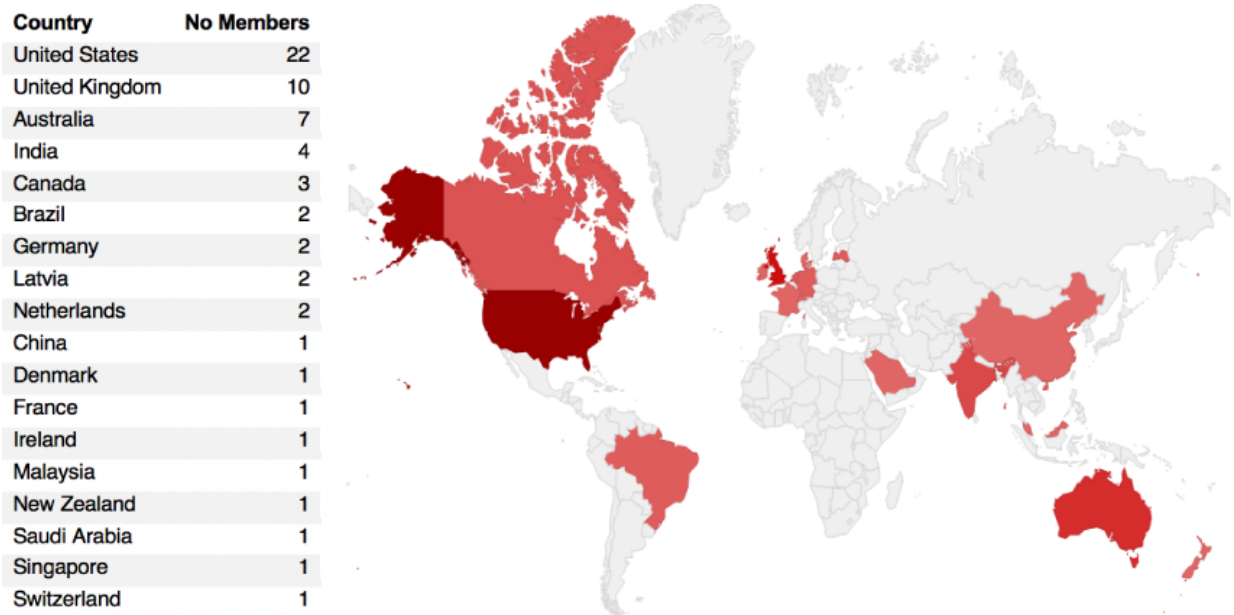 Country No Members
United States 22
United Kingdom 10
Australia 7
India 4
Canada 3
Brazil 2
Germany 2
Latvia 2
Netherlands 2
China 1
Denmark 1
France 1
Ireland 1
Malaysia 1
New Zealand 1
Saudi Arabia 1
Singapore 1
Switzerland 1